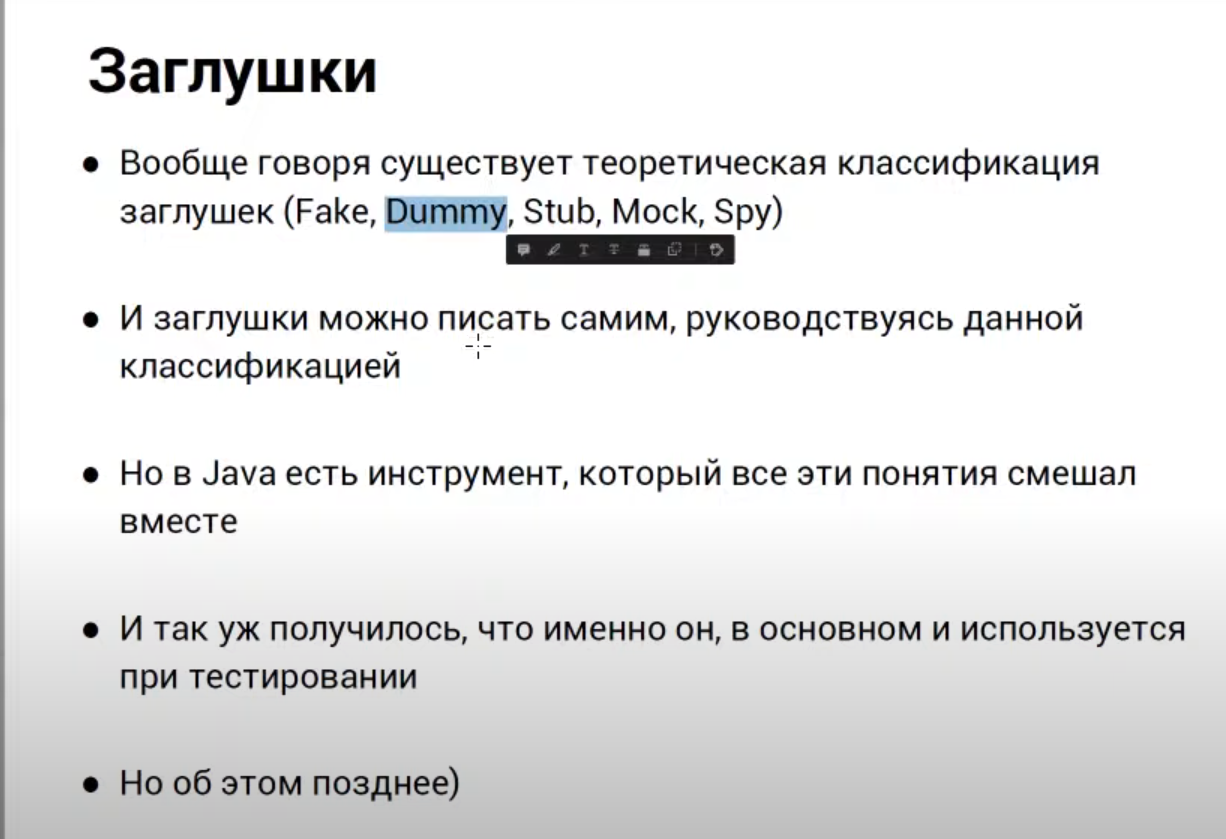 Заглушки
● Вообще говоря существует теоретическая классификация
заглушек (Fake, Dummy, Stub, Mock, Spy)
● И заглушки можно писать самим, руководствуясь данной
классификацией
● Но в Java есть инструмент, который все эти понятия смешал
вместе
● И так уж получилось, что именно он, в основном и используется
при тестировании
● Но об этом позднее)